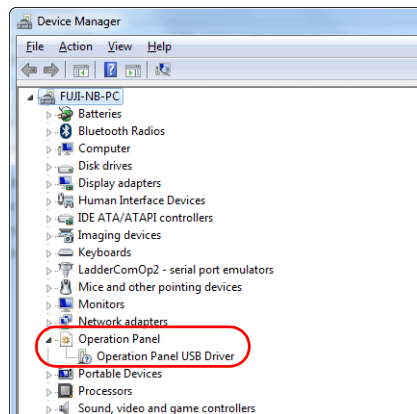 Device Manager
File Action View Help
FUJI-NB-PC
Batteries
Bluetooth Radios
Computer
Disk drives
Display adapters
Human Interface Devices
IDE ATA/ATAPI controllers
Imaging devices
Keyboards
LadderComOp2 - serial port emulators
Mice and other pointing devices
Monitors
Network adapters
Operation Panel
Operation Panel USB Driver
Portable Devices
Processors
Sound, video and game controllers